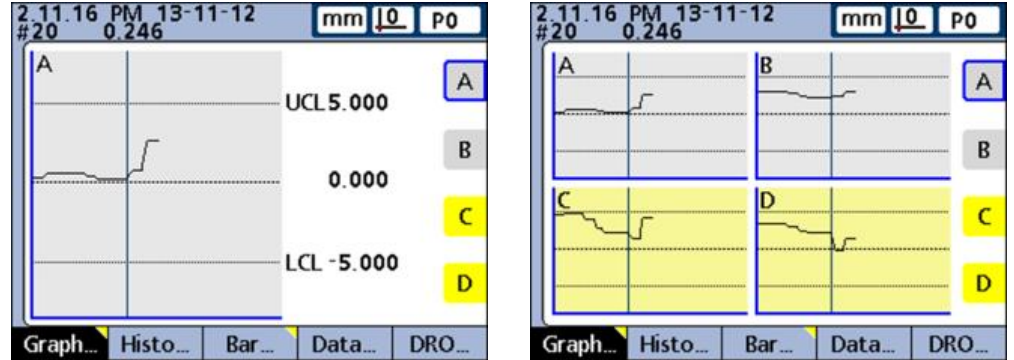 2.11.16 PM 13-11-12 mm 0 P0
#20 0.246
A
A
UCL 5.000
B
0.000
C
LCL -5.000
D
Graph... Histo... Bar... Data... DRO...
2.11.16 PM 13-11-12 mm 0 P0
#20 0.246
A B
A
B
C D
C
D
Graph... Histo... Bar... Data... DRO...